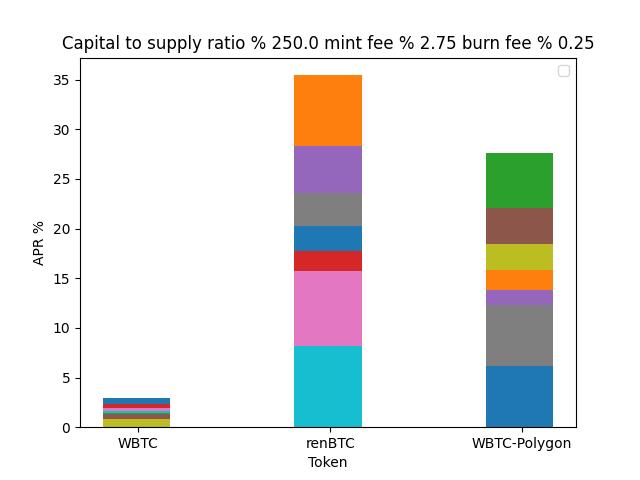 Capital to supply ratio % 250.0 mint fee % 2.75 burn fee % 0.25
35
30
25
20
15
10
5
0
APR %
WBTC
renBTC
WBTC-Polygon
Token